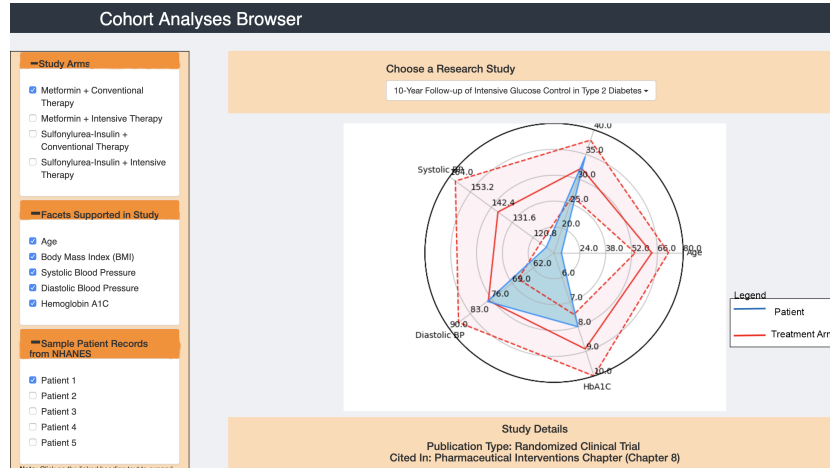 Cohort Analyses Browser
Study Arms
Metformin + Conventional
Therapy
Metformin + Intensive Therapy
Sulfonylurea-Insulin +
Conventional Therapy
Sulfonylurea-Insulin + Intensive
Therapy
Facets Supported in Study
Age
Body Mass Index (BMI)
Systolic Blood Pressure
Diastolic Blood Pressure
Hemoglobin A1C
Sample Patient Records
from NHANES
Patient 1
Patient 2
Patient 3
Patient 4
Patient 5
Choose a Research Study
10-Year Follow-up of Intensive Glucose Control in Type 2 Diabetes
40.0
35.0
30.0
25.0
20.0
Systolic
153.2
142.4
131.6
120.8
24.0 38.0 52.0 66.0 80.0
Age
62.0
69.0
76.0
83.0
90.0
Diastolic BP
6.0
7.0
8.0
9.0
10.0
HbA1C
Legend
Patient
Treatment Arm
Study Details
Publication Type: Randomized Clinical Trial
Cited In: Pharmaceutical Interventions Chapter (Chapter 8)